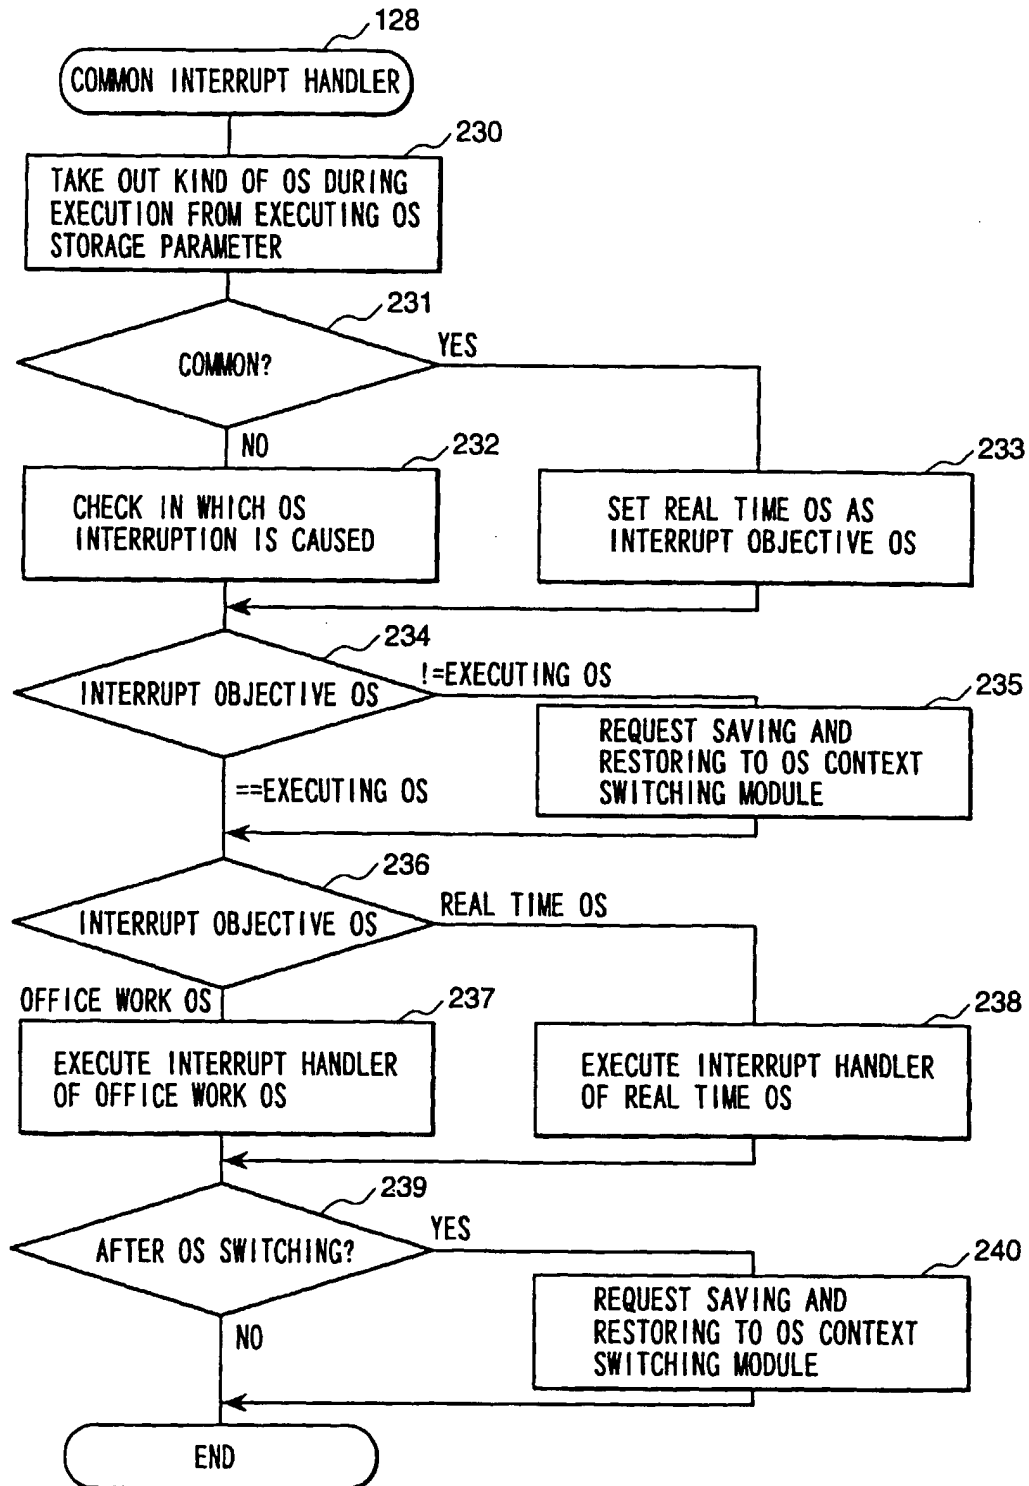 128
COMMON INTERRUPT HANDLER
230
TAKE OUT KIND OF OS DURING
EXECUTION FROM EXECUTING OS
STORAGE PARAMETER
231
COMMON?
YES
NO
232
CHECK IN WHICH OS
INTERRUPTION IS CAUSED
233
SET REAL TIME OS AS
INTERRUPT OBJECTIVE OS
234
INTERRUPT OBJECTIVE OS
!=EXECUTING OS
==EXECUTING OS
235
REQUEST SAVING AND
RESTORING TO OS CONTEXT
SWITCHING MODULE
236
INTERRUPT OBJECTIVE OS
REAL TIME OS
OFFICE WORK OS
237
EXECUTE INTERRUPT HANDLER
OF OFFICE WORK OS
238
EXECUTE INTERRUPT HANDLER
OF REAL TIME OS
239
AFTER OS SWITCHING?
YES
NO
240
REQUEST SAVING AND
RESTORING TO OS CONTEXT
SWITCHING MODULE
END